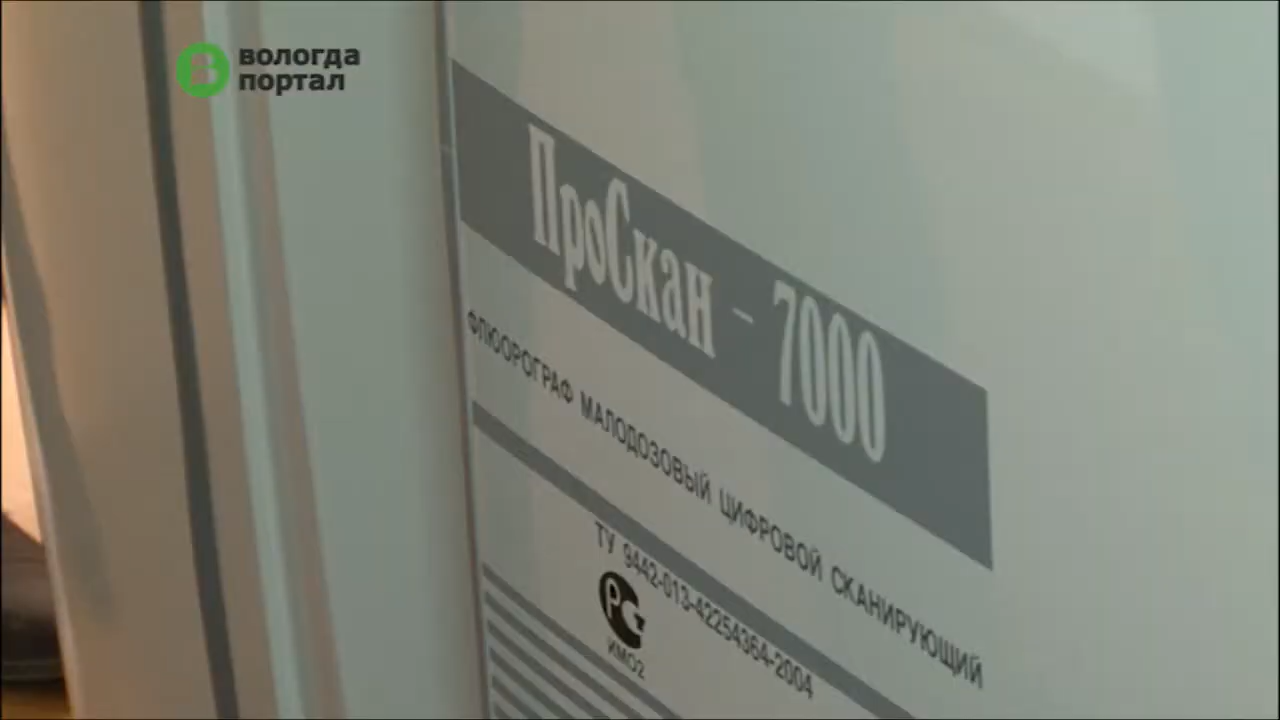 вологда
портал
ПроСкан - 7000
ФЛЮОРОГРАФ МАЛОДОЗОВЫЙ ЦИФРОВОЙ СКАНИРУЮЩИЙ
ТУ 9442-013-42254364-2004
ИМ02